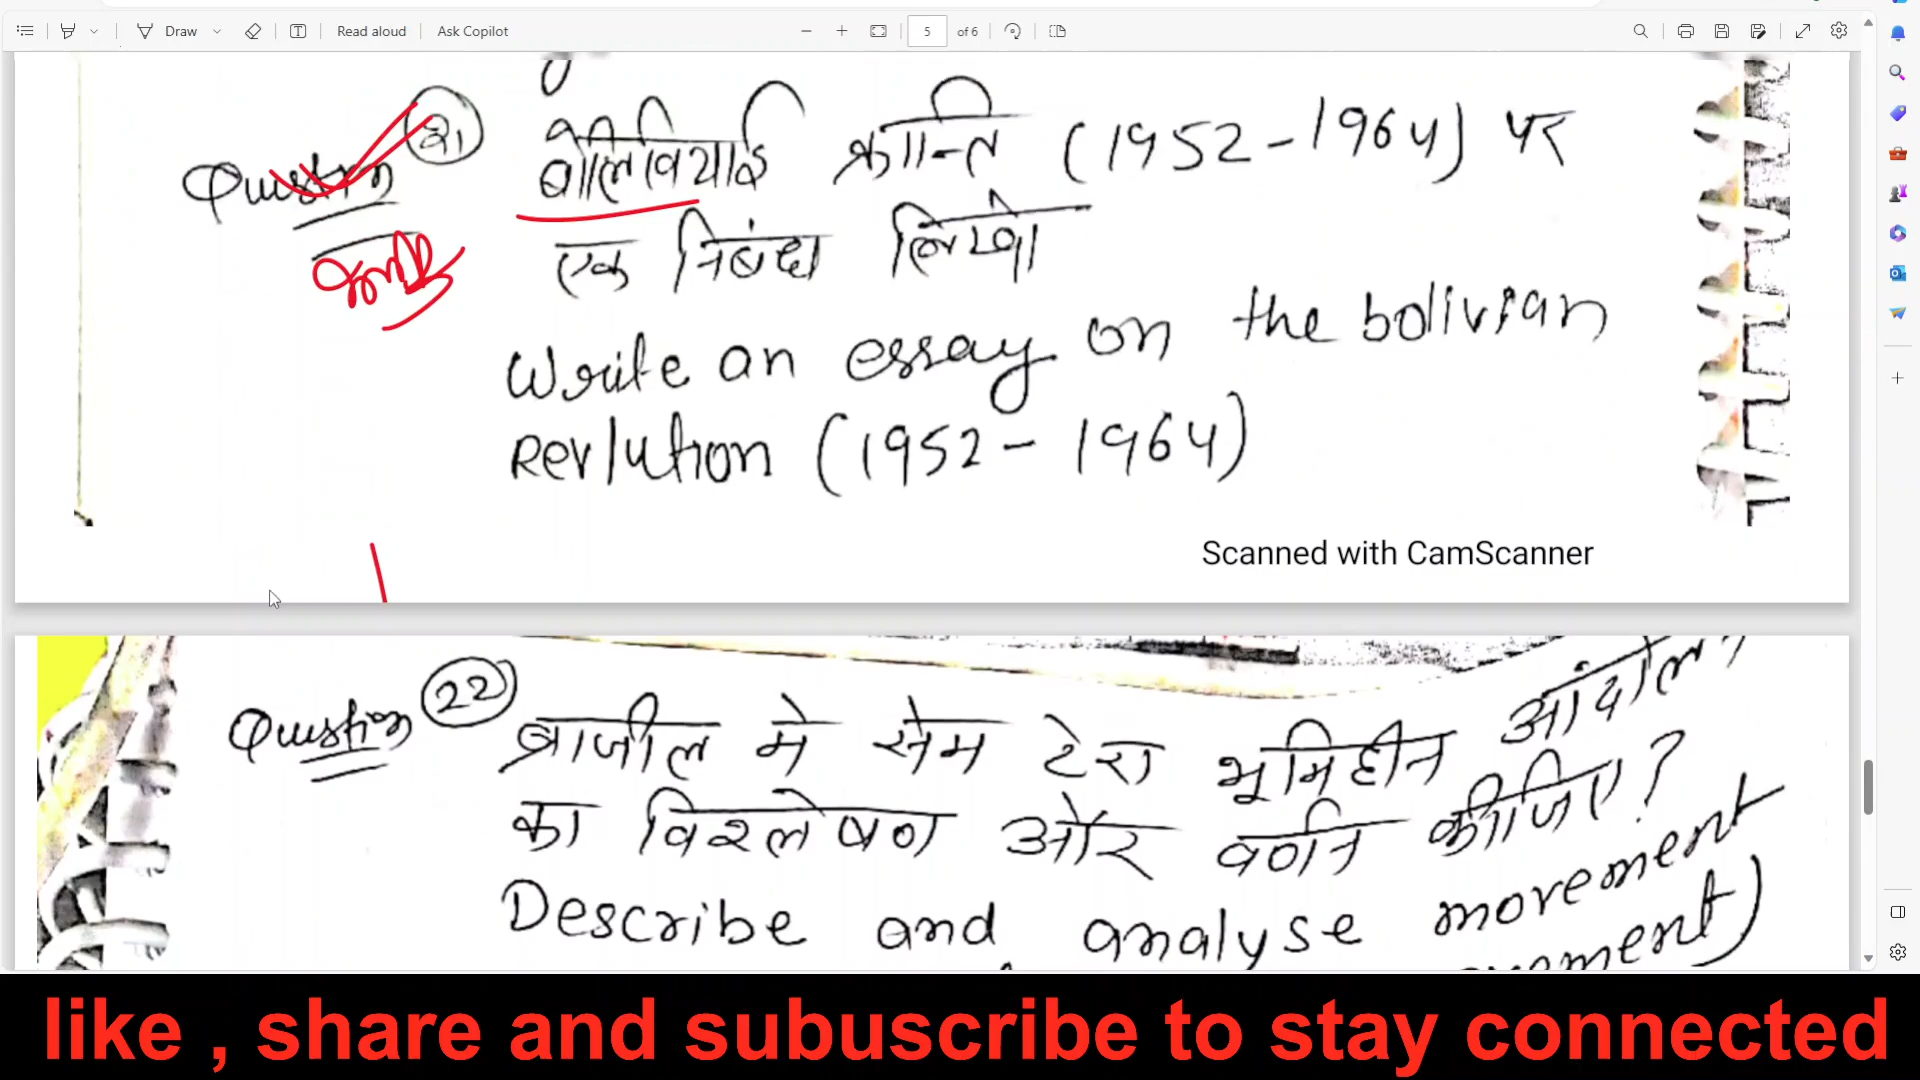 Draw
Read aloud
Ask Copilot
5 of 6
Question 21 बोलिवियाई क्रान्ति (1952-1964) पर
एक निबंध लिखो
Write an essay on the bolivian
Revlution (1952-1964)
Scanned with CamScanner
Question 22 ब्राजील मे सेम टेरा भूमिहीन आंदोलन
का विश्लेषण और वर्णन कीजिए?
Describe and analyse movement
like , share and subuscribe to stay connected